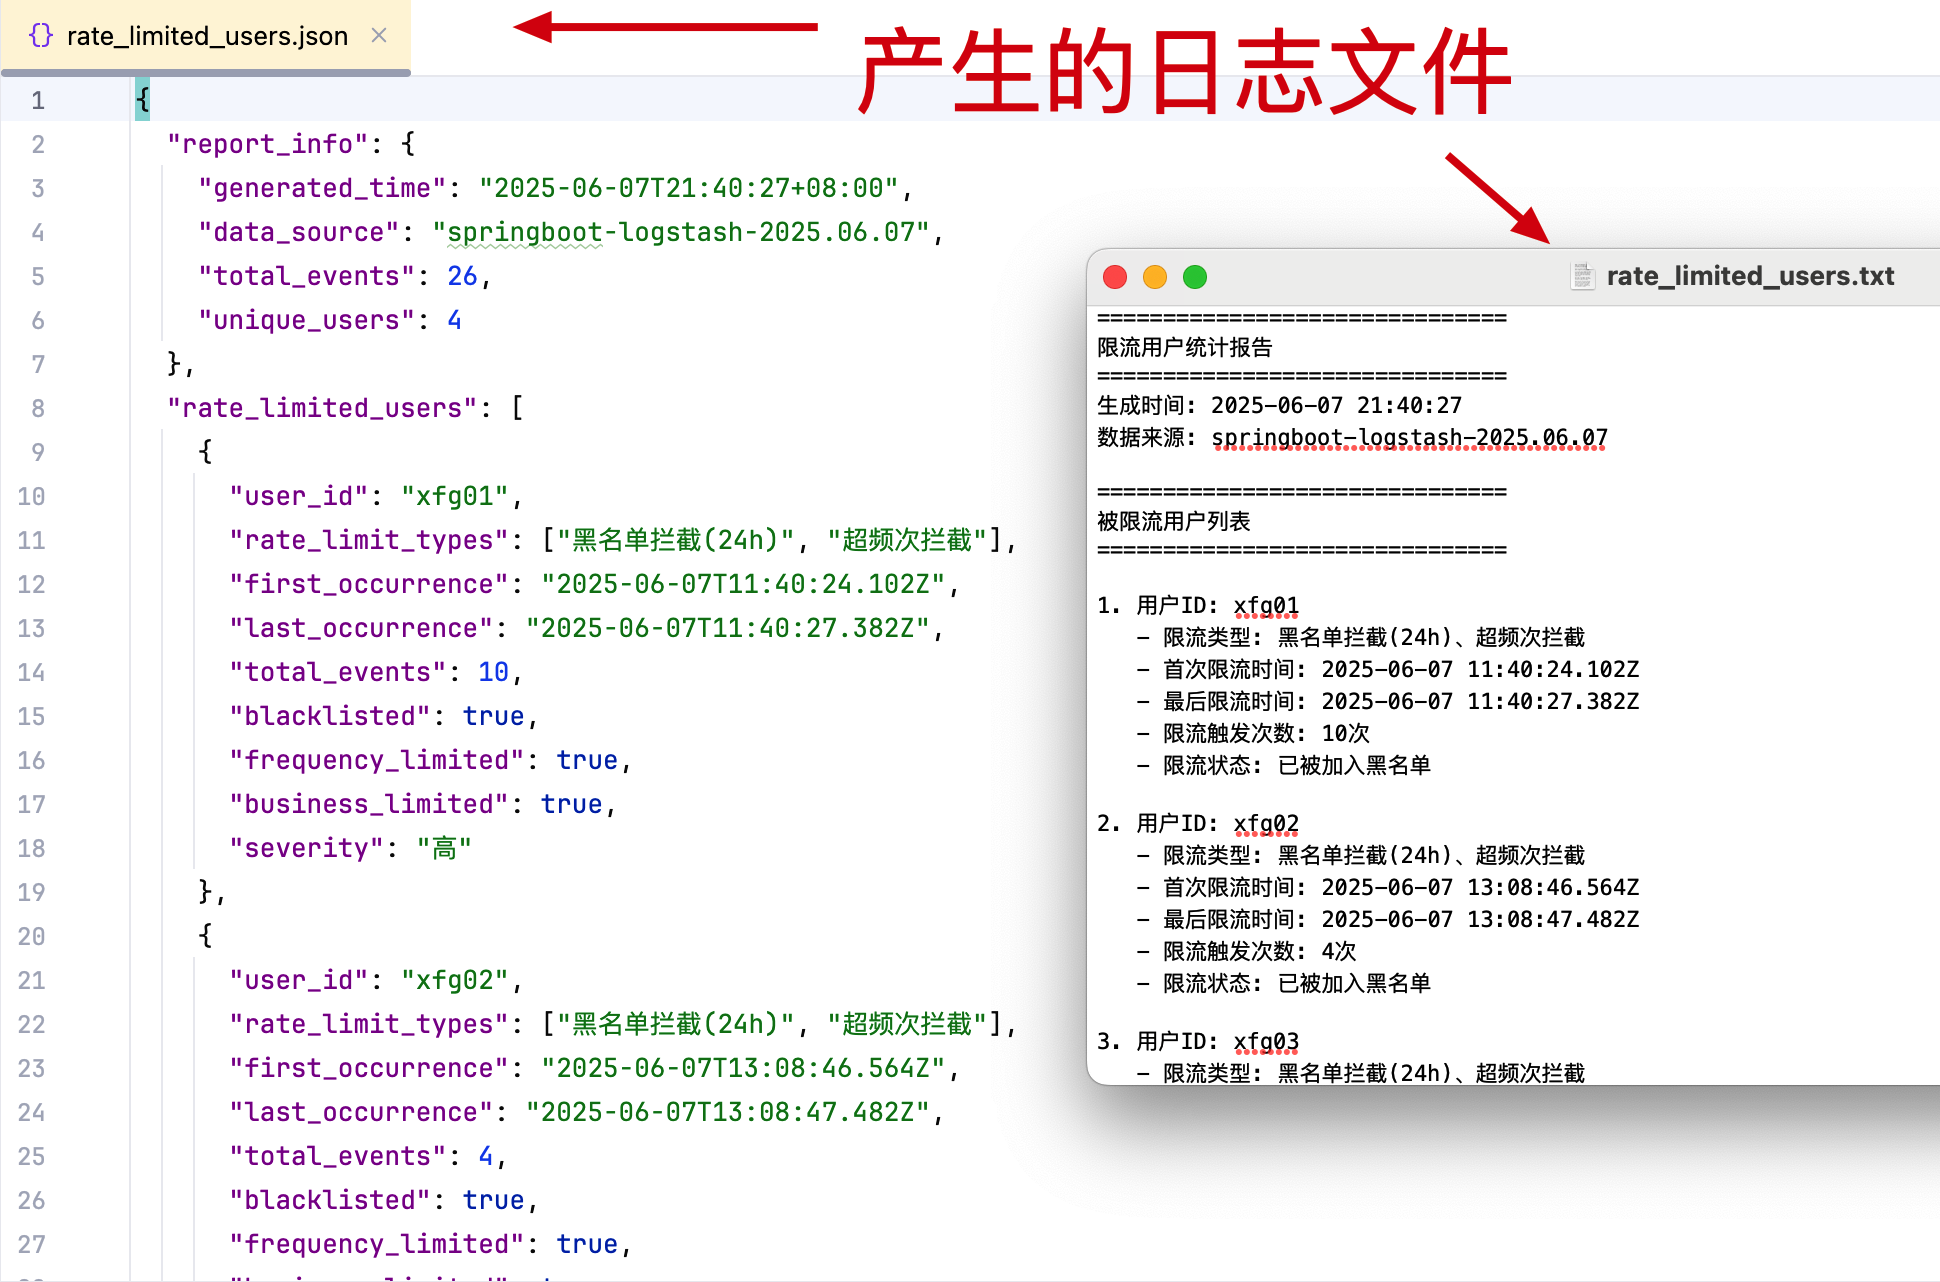 rate_limited_users.json
产生的日志文件
1 {
2 "report_info": {
3 "generated_time": "2025-06-07T21:40:27+08:00",
4 "data_source": "springboot-logstash-2025.06.07",
5 "total_events": 26,
6 "unique_users": 4
7 },
8 "rate_limited_users": [
9 {
10 "user_id": "xfg01",
11 "rate_limit_types": ["黑名单拦截(24h)", "超频次拦截"],
12 "first_occurrence": "2025-06-07T11:40:24.102Z",
13 "last_occurrence": "2025-06-07T11:40:27.382Z",
14 "total_events": 10,
15 "blacklisted": true,
16 "frequency_limited": true,
17 "business_limited": true,
18 "severity": "高"
19 },
20 {
21 "user_id": "xfg02",
22 "rate_limit_types": ["黑名单拦截(24h)", "超频次拦截"],
23 "first_occurrence": "2025-06-07T13:08:46.564Z",
24 "last_occurrence": "2025-06-07T13:08:47.482Z",
25 "total_events": 4,
26 "blacklisted": true,
27 "frequency_limited": true,
rate_limited_users.txt
===============================
限流用户统计报告
===============================
生成时间: 2025-06-07 21:40:27
数据来源: springboot-logstash-2025.06.07
===============================
被限流用户列表
===============================
1. 用户ID: xfg01
- 限流类型: 黑名单拦截(24h)、超频次拦截
- 首次限流时间: 2025-06-07 11:40:24.102Z
- 最后限流时间: 2025-06-07 11:40:27.382Z
- 限流触发次数: 10次
- 限流状态: 已被加入黑名单
2. 用户ID: xfg02
- 限流类型: 黑名单拦截(24h)、超频次拦截
- 首次限流时间: 2025-06-07 13:08:46.564Z
- 最后限流时间: 2025-06-07 13:08:47.482Z
- 限流触发次数: 4次
- 限流状态: 已被加入黑名单
3. 用户ID: xfg03
- 限流类型: 黑名单拦截(24h)、超频次拦截